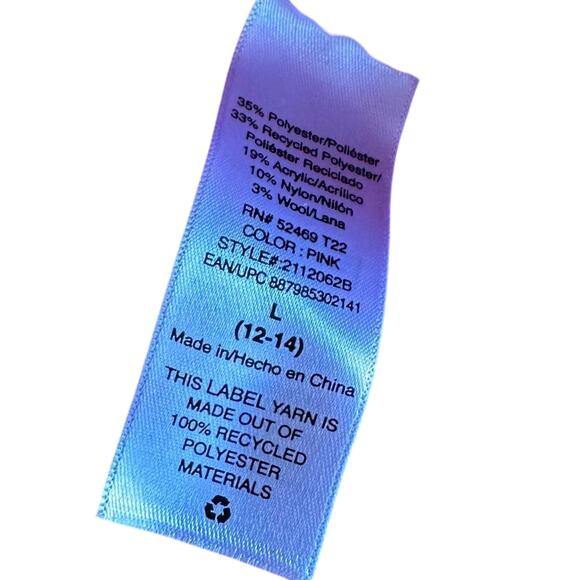 35% Polyester/Poliéster
33% Recycled Polyester/
Poliéster Reciclado
19% Acrylic/Acrílico
10% Nylon/Nilón
3% Wool/Lana
RN# 52469 T22
COLOR : PINK
STYLE#:2112062B
EAN/UPC 887985302141
L
(12-14)
Made in/Hecho en China
THIS LABEL YARN IS
MADE OUT OF
100% RECYCLED
POLYESTER
MATERIALS